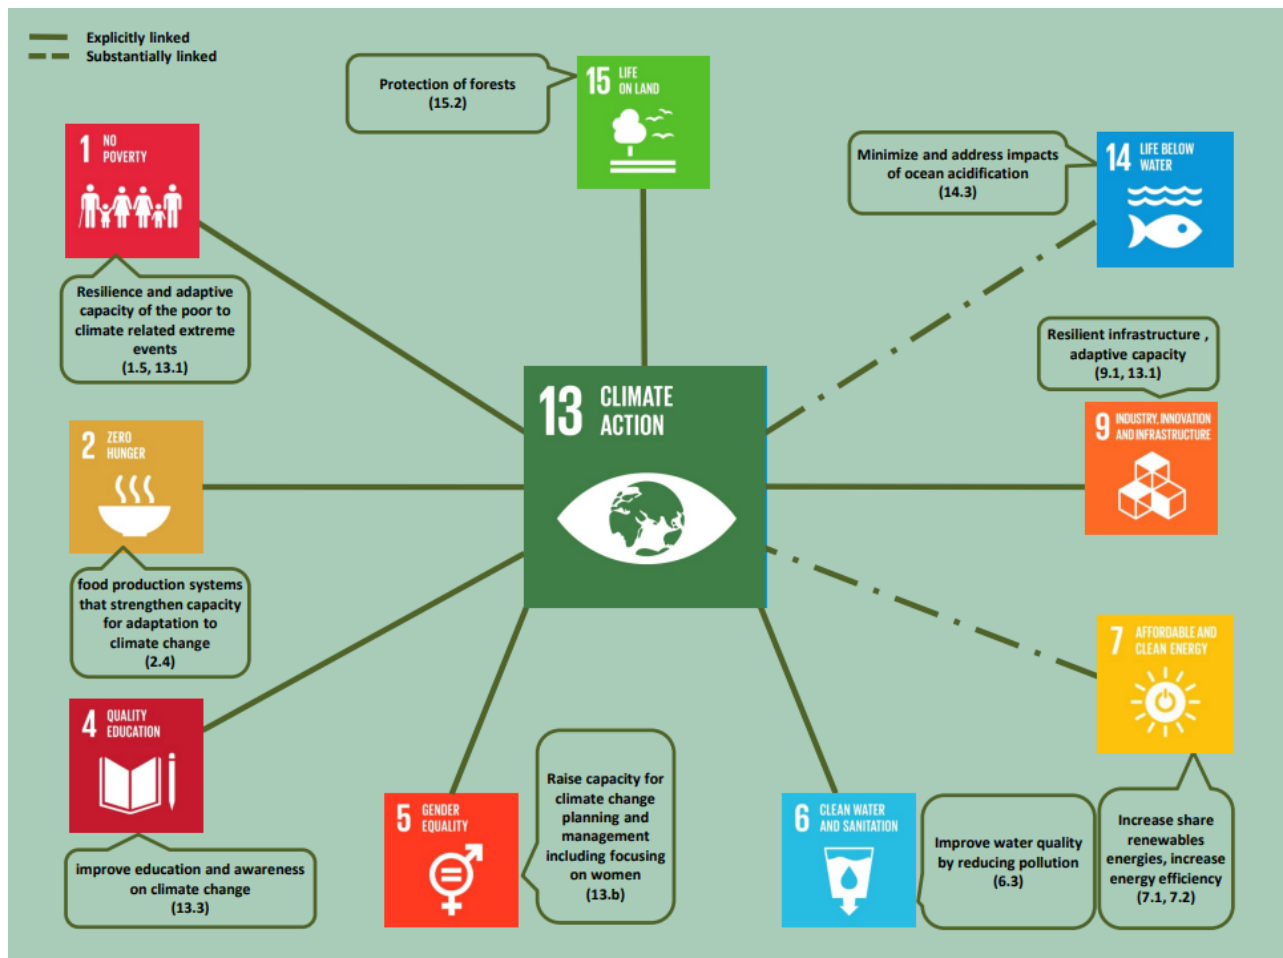 Explicitly linked
Substantially linked
Protection of forests
(15.2)
15 LIFE
ON LAND
1 NO
POVERTY
Minimize and address impacts
of ocean acidification
(14.3)
14 LIFE BELOW
WATER
Resilience and adaptive
capacity of the poor to
climate related extreme
events
(1.5, 13.1)
Resilient infrastructure ,
adaptive capacity
(9.1, 13.1)
13 CLIMATE
ACTION
9 INDUSTRY, INNOVATION
AND INFRASTRUCTURE
2 ZERO
HUNGER
food production systems
that strengthen capacity
for adaptation to
climate change
(2.4)
7 AFFORDABLE AND
CLEAN ENERGY
4 QUALITY
EDUCATION
improve education and awareness
on climate change
(13.3)
5 GENDER
EQUALITY
Raise capacity for
climate change
planning and
management
including focusing
on women
(13.b)
6 CLEAN WATER
AND SANITATION
Improve water quality
by reducing pollution
(6.3)
Increase share
renewables
energies, increase
energy efficiency
(7.1, 7.2)